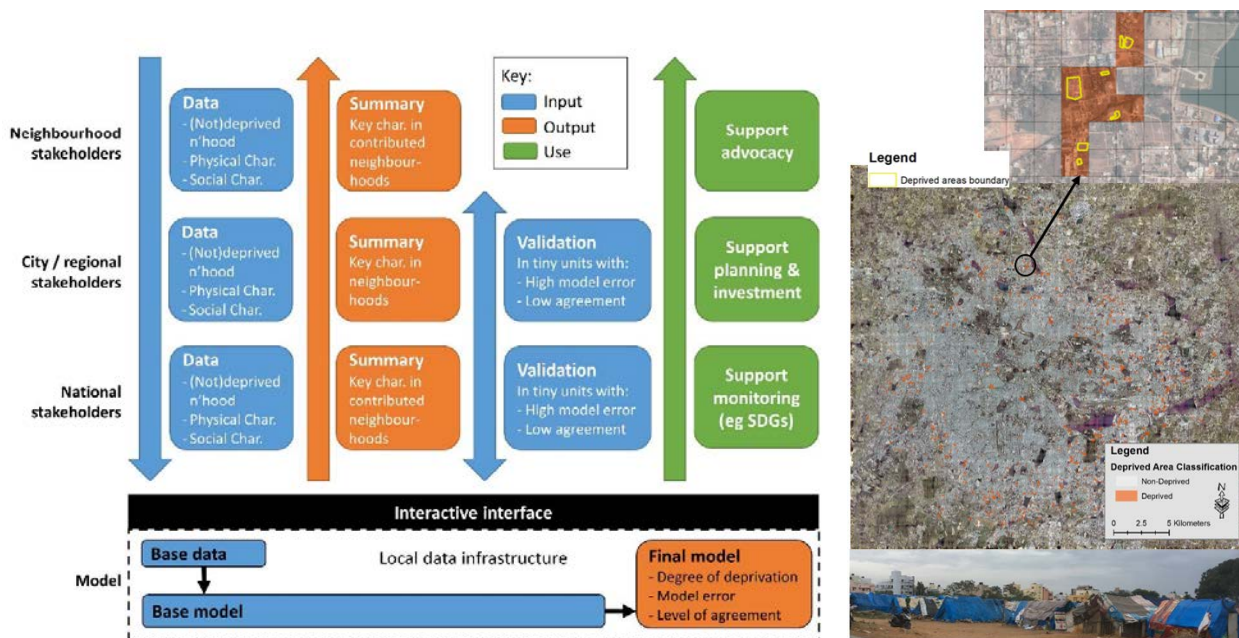 Key:
Input
Output
Use
Neighbourhood
stakeholders
Data
- (Not)deprived
n'hood
- Physical Char.
- Social Char.
Summary
Key char. in
contributed
neighbour-
hoods
Support
advocacy
City / regional
stakeholders
Data
- (Not)deprived
n'hood
- Physical Char.
- Social Char.
Summary
Key char. in
contributed
neighbour-
hoods
Validation
In tiny units with:
- High model error
- Low agreement
Support
planning &
investment
National
stakeholders
Data
- (Not)deprived
n'hood
- Physical Char.
- Social Char.
Summary
Key char. in
contributed
neighbour-
hoods
Validation
In tiny units with:
- High model error
- Low agreement
Support
monitoring
(eg SDGs)
Interactive interface
Model
Base data
Local data infrastructure
Base model
Final model
- Degree of deprivation
- Model error
- Level of agreement
Legend
Deprived areas boundary
Legend
Deprived Area Classification
Non-Deprived
Deprived
N
0 2.5 5 Kilometers